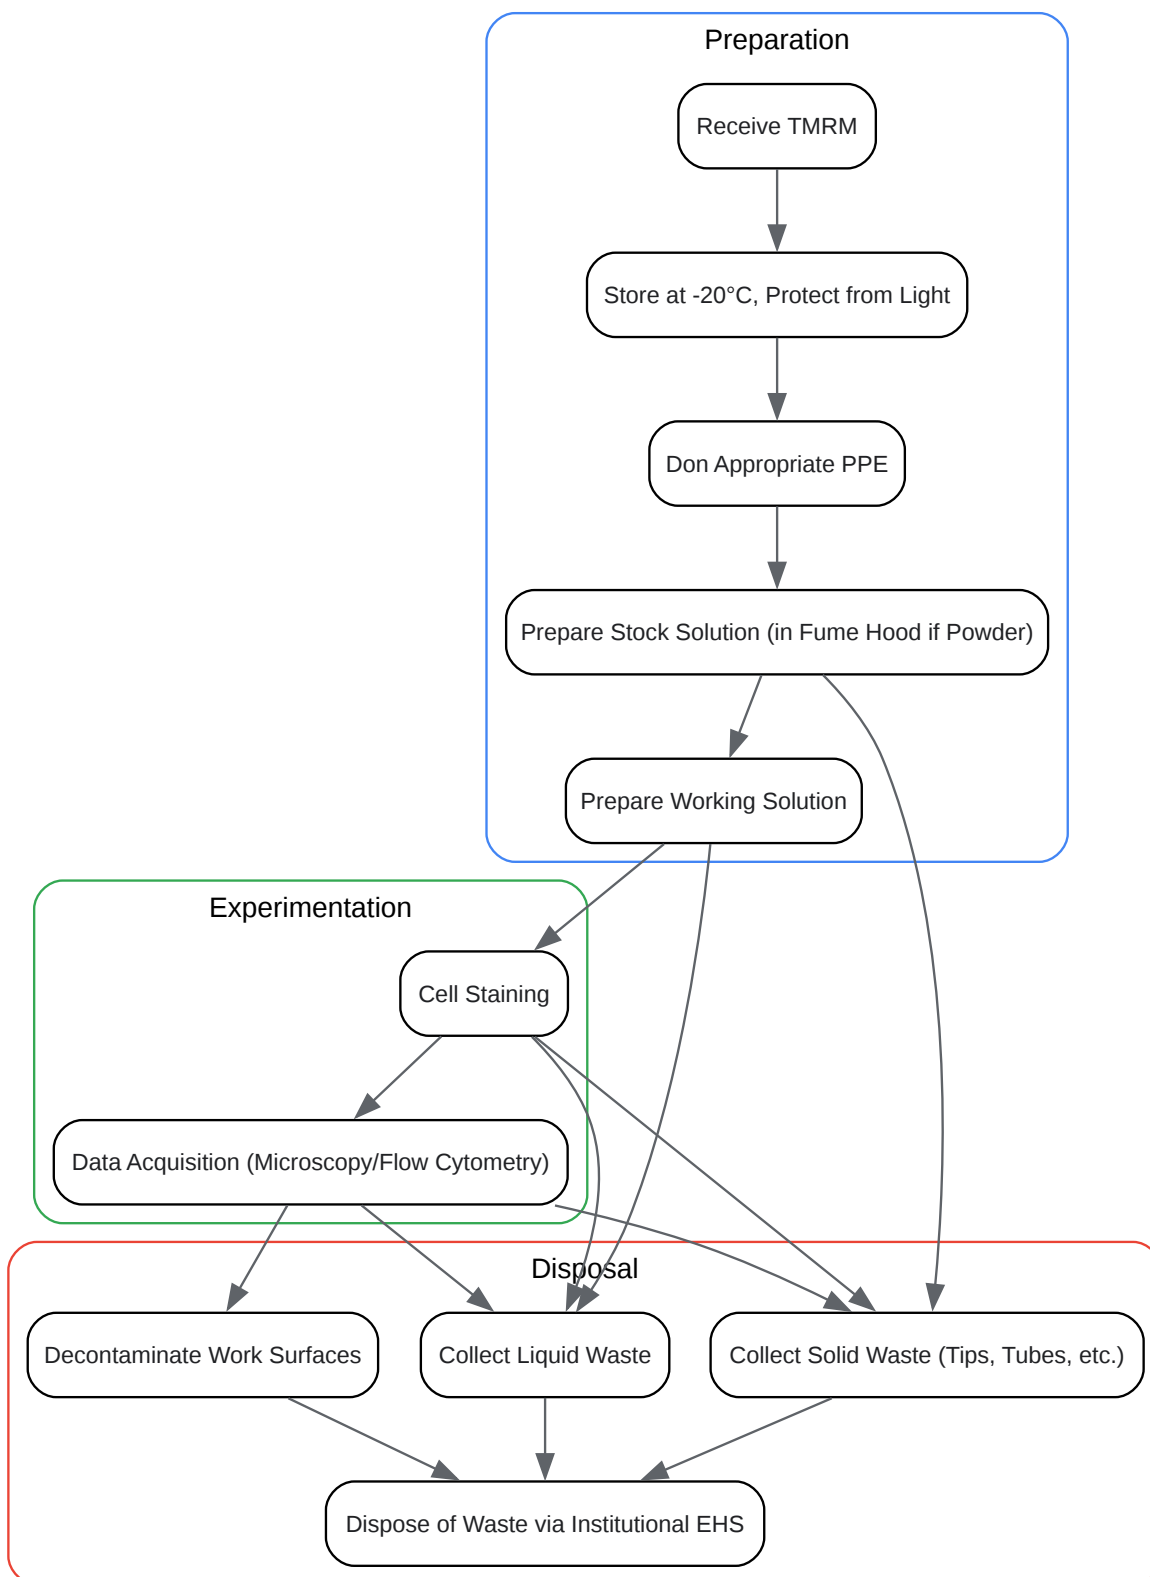 Preparation
Receive TMRM
Store at -20°C, Protect from Light
Don Appropriate PPE
Prepare Stock Solution (in Fume Hood if Powder)
Prepare Working Solution
Experimentation
Cell Staining
Data Acquisition (Microscopy/Flow Cytometry)
Disposal
Decontaminate Work Surfaces
Collect Liquid Waste
Collect Solid Waste (Tips, Tubes, etc.)
Dispose of Waste via Institutional EHS